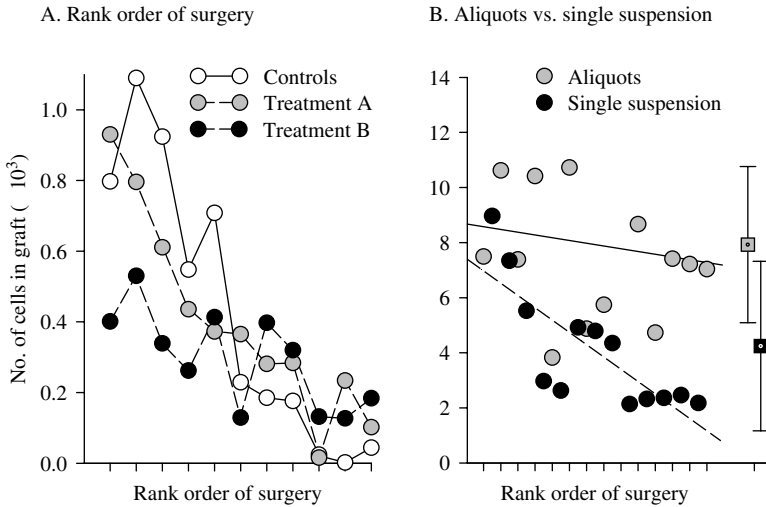 A. Rank order of surgery
B. Aliquots vs. single suspension
Controls
Treatment A
Treatment B
Aliquots
Single suspension
No. of cells in graft ( 10³)
1.0
0.8
0.6
0.4
0.2
0.0
14
12
10
8
6
4
2
0
Rank order of surgery
Rank order of surgery